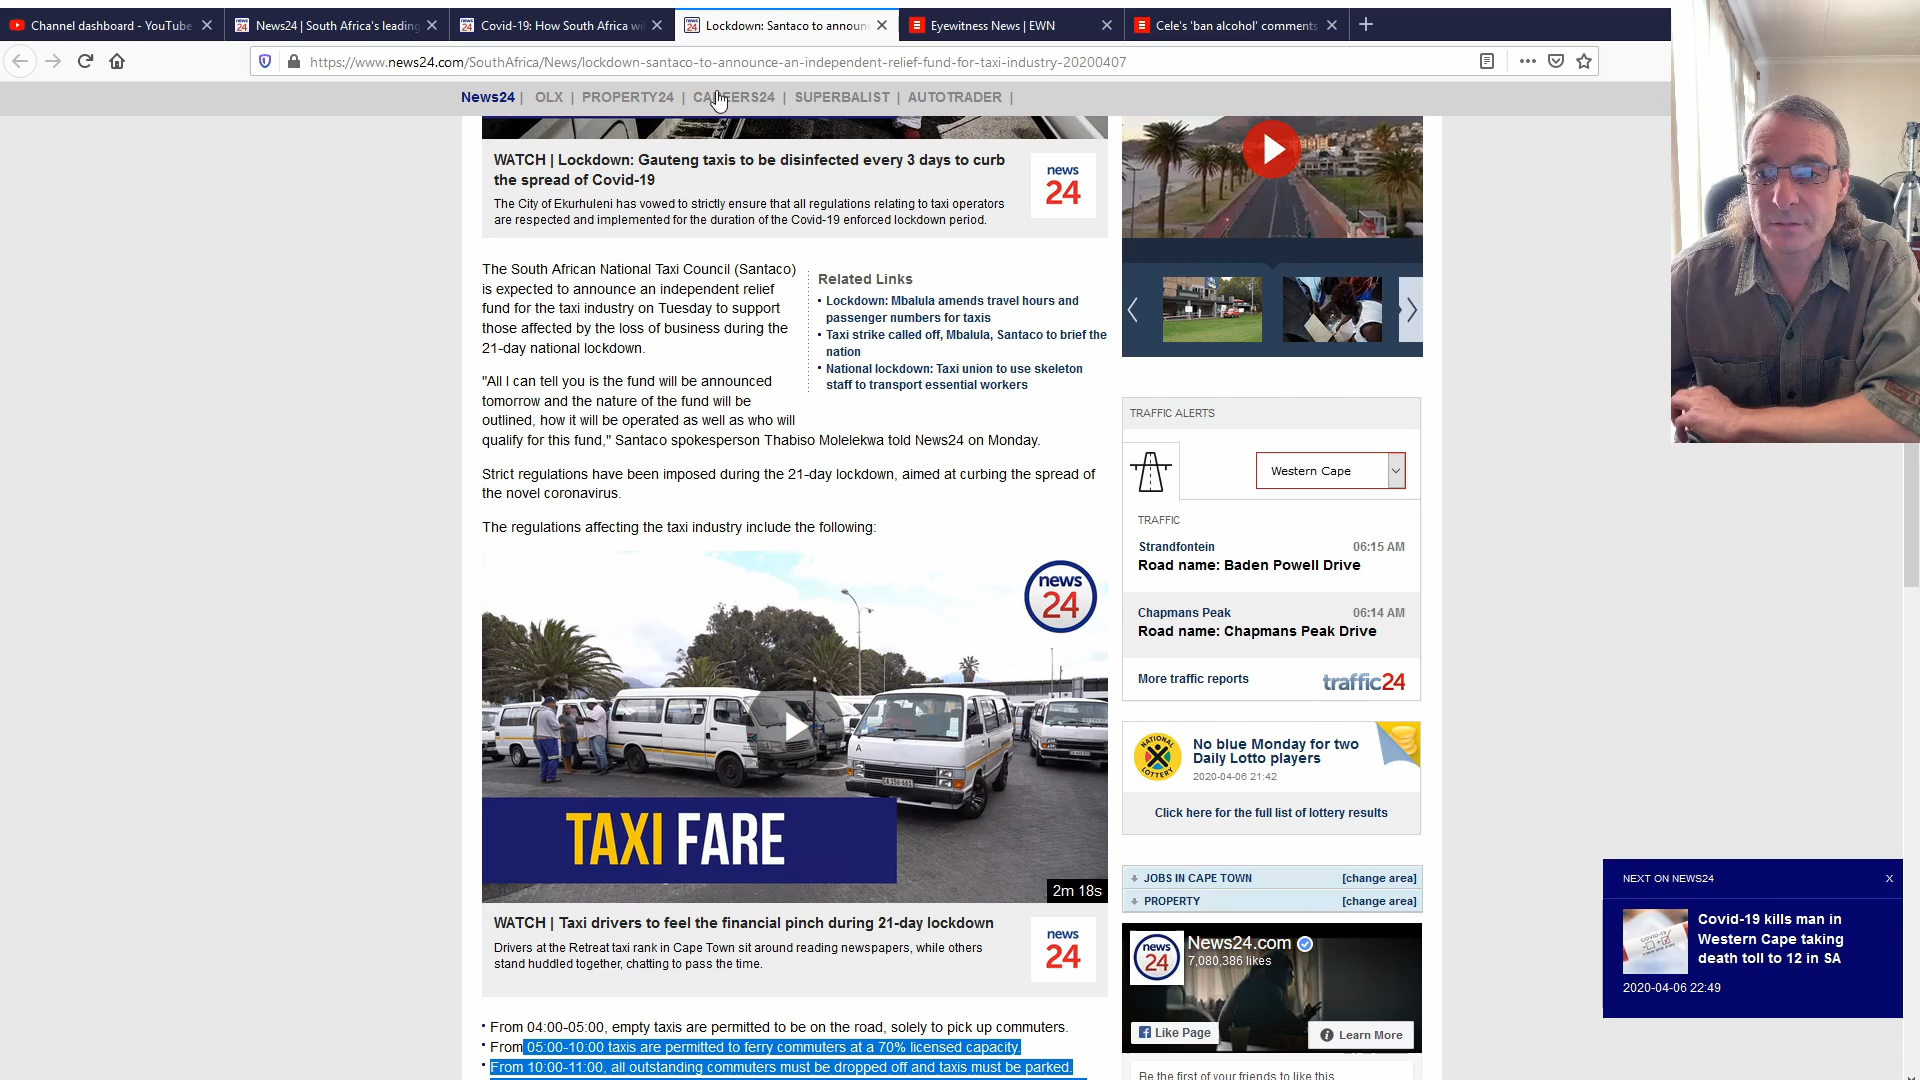 Channel dashboard - YouTube
News24 | South Africa's leading
Covid-19: How South Africa wi
Lockdown: Santaco to announ
Eyewitness News | EWN
Cele's 'ban alcohol' comments
https://www.news24.com/SouthAfrica/News/lockdown-santaco-to-announce-an-independent-relief-fund-for-taxi-industry-20200407
News24 | OLX | PROPERTY24 | CAREERS24 | SUPERBALIST | AUTOTRADER |
WATCH | Lockdown: Gauteng taxis to be disinfected every 3 days to curb
the spread of Covid-19
The City of Ekurhuleni has vowed to strictly ensure that all regulations relating to taxi operators
are respected and implemented for the duration of the Covid-19 enforced lockdown period.
news
24
The South African National Taxi Council (Santaco)
is expected to announce an independent relief
fund for the taxi industry on Tuesday to support
those affected by the loss of business during the
21-day national lockdown.
Related Links
• Lockdown: Mbalula amends travel hours and
passenger numbers for taxis
• Taxi strike called off, Mbalula, Santaco to brief the
nation
• National lockdown: Taxi union to use skeleton
staff to transport essential workers
"All I can tell you is the fund will be announced
tomorrow and the nature of the fund will be
outlined, how it will be operated as well as who will
qualify for this fund," Santaco spokesperson Thabiso Molelekwa told News24 on Monday.
Strict regulations have been imposed during the 21-day lockdown, aimed at curbing the spread of
the novel coronavirus.
The regulations affecting the taxi industry include the following:
news
24
A
CA 156-661
TAXI FARE
2m 18s
WATCH | Taxi drivers to feel the financial pinch during 21-day lockdown
Drivers at the Retreat taxi rank in Cape Town sit around reading newspapers, while others
stand huddled together, chatting to pass the time.
news
24
• From 04:00-05:00, empty taxis are permitted to be on the road, solely to pick up commuters.
• From 05:00-10:00 taxis are permitted to ferry commuters at a 70% licensed capacity.
• From 10:00-11:00, all outstanding commuters must be dropped off and taxis must be parked.
TRAFFIC ALERTS
Western Cape
TRAFFIC
Strandfontein 06:15 AM
Road name: Baden Powell Drive
Chapmans Peak 06:14 AM
Road name: Chapmans Peak Drive
More traffic reports traffic24
NATIONAL
LOTTERY
No blue Monday for two
Daily Lotto players
2020-04-06 21:42
Click here for the full list of lottery results
JOBS IN CAPE TOWN [change area]
PROPERTY [change area]
news
24
News24.com
7,080,386 likes
Like Page
Learn More
Be the first of your friends to like this
NEXT ON NEWS24 X
COVID-19
Covid-19 kills man in
Western Cape taking
death toll to 12 in SA
2020-04-06 22:49